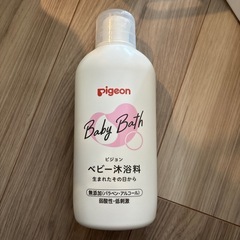 Pigeon
Baby Bath
ピジョン
ベビー沐浴料
生まれたその日から
無添加(パラベン・アルコール)
弱酸性・低刺激